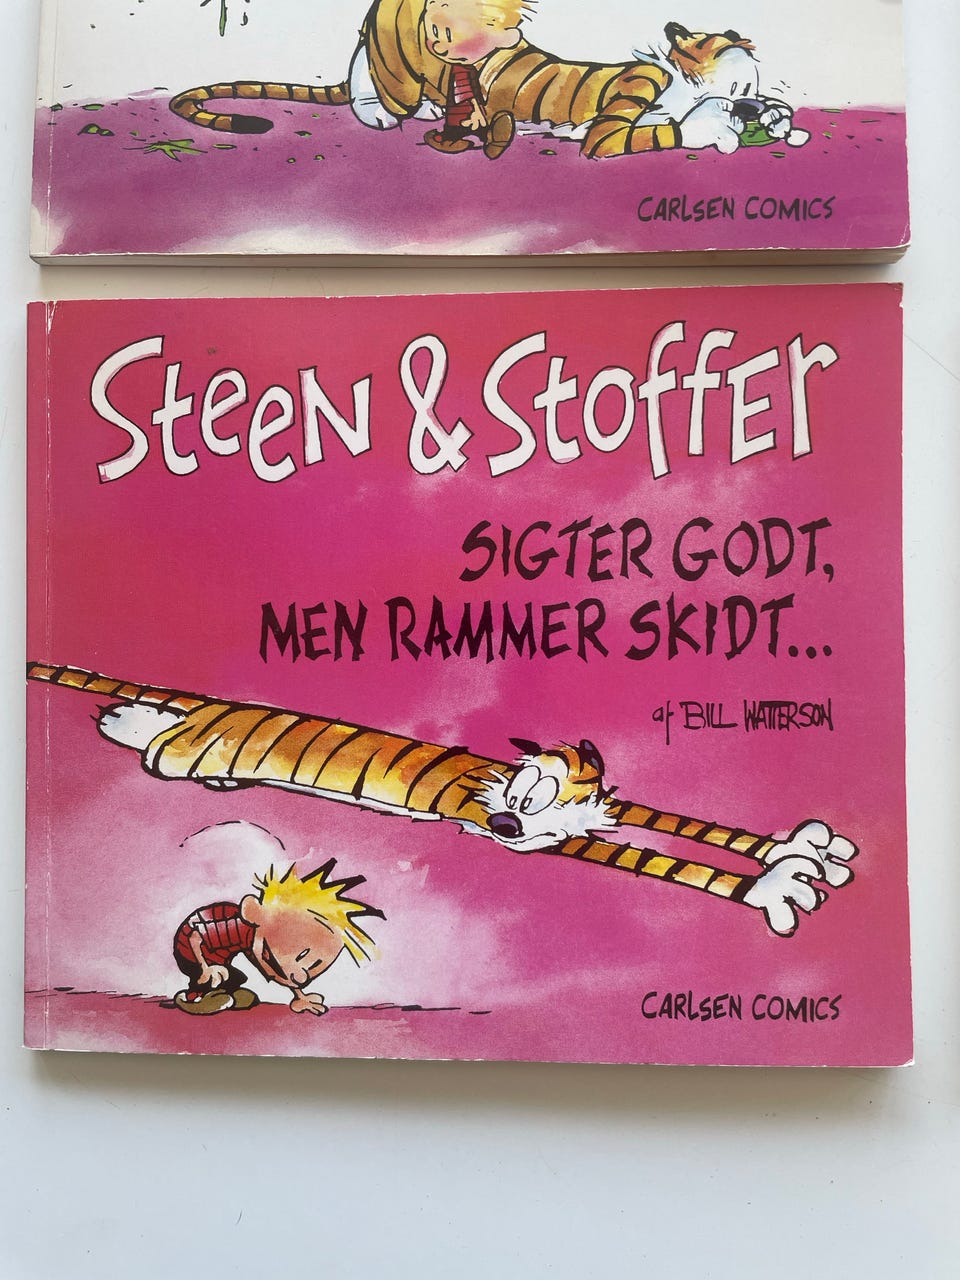 CARLSEN COMICS
Steen & Stoffer
SIGTER GODT,
MEN RAMMER SKIDT...
af BILL WATTERSON
CARLSEN COMICS